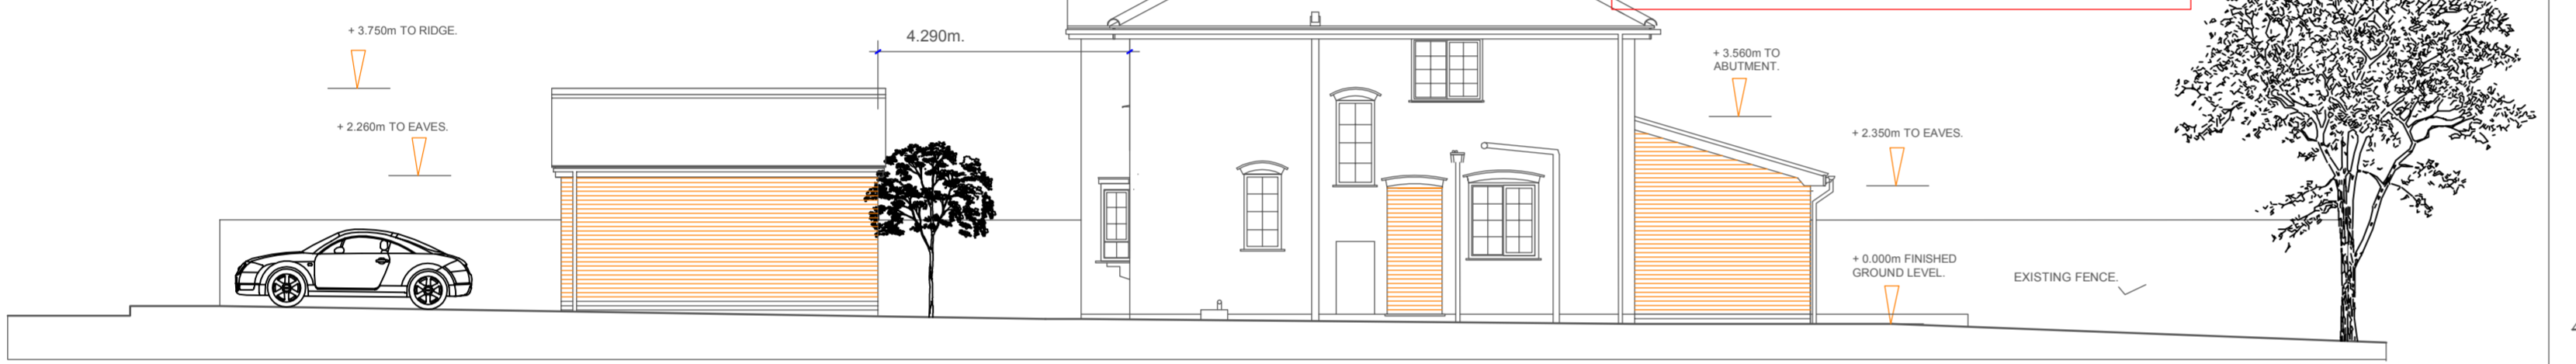 + 3.750m TO RIDGE.
4.290m.
+ 3.560m TO
ABUTMENT.
+ 2.260m TO EAVES.
+ 2.350m TO EAVES.
+ 0.000m FINISHED
GROUND LEVEL.
EXISTING FENCE.